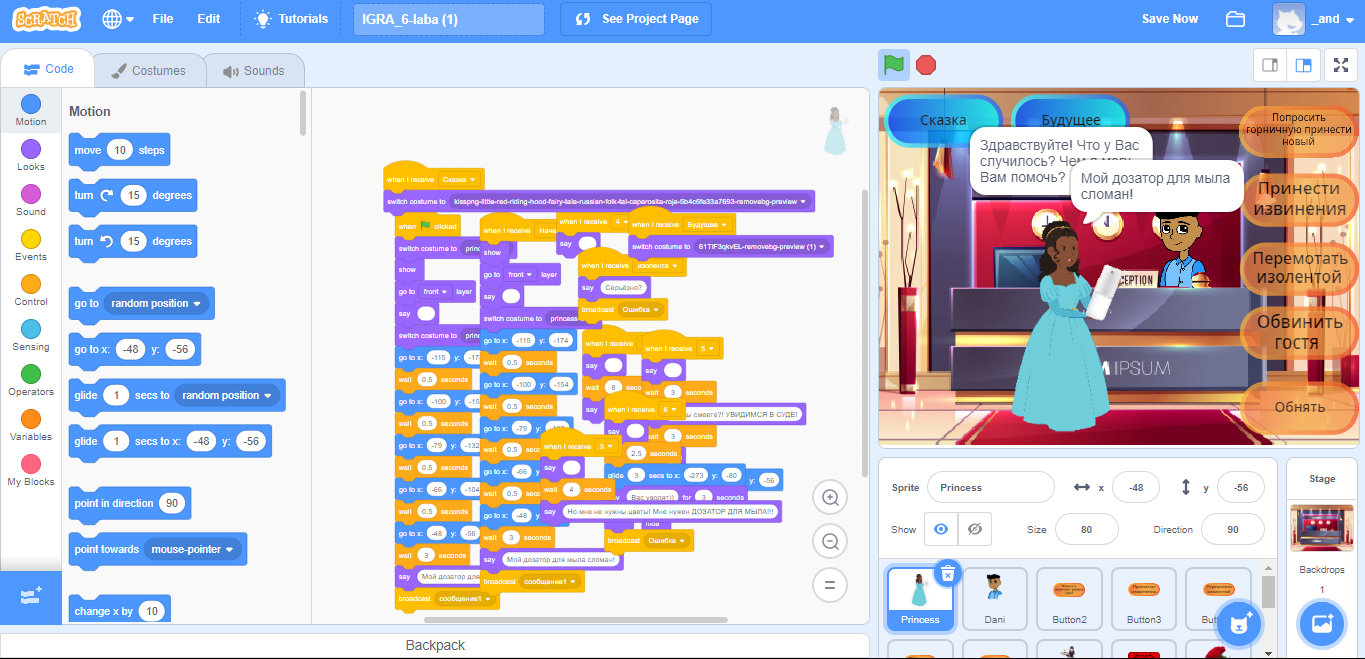 SCRATCH
File
Edit
Tutorials
IGRA_6-laba (1)
See Project Page
Save Now
_and
Code
Costumes
Sounds
Motion
Looks
Sound
Events
Control
Sensing
Operators
Variables
My Blocks
Motion
move 10 steps
turn 15 degrees
turn 15 degrees
go to random position
go to x: -48 y: -56
glide 1 secs to random position
glide 1 secs to x: -48 y: -56
point in direction 90
point towards mouse-pointer
change x by 10
when I receive Сказка
switch costume to kisspng-little-red-riding-hood-fairy-tale-russian-folk-tal-caperosita-roja-5b4c6fe33a7693-removebg-preview
when clicked
switch costume to
show
go to front layer
say
switch costume to
go to x: -115 y:
wait 0.5 seconds
go to x: -100 y:
wait 0.5 seconds
go to x: -79 y: -132
wait 0.5 seconds
go to x: -66 y: -104
wait 0.5 seconds
go to x: -48 y: -56
wait 3 seconds
say Мой дозатор для
broadcast сообщение1
when I receive
show
go to front layer
say
switch costume to princess
go to x: -115 y: -174
wait 0.5 seconds
go to x: -100 y: -154
wait 0.5 seconds
go to x: -79 y:
wait 0.5
go to x: -66
wait 0.5
go to x: -48
wait 3 seconds
say Мой дозатор для мыла сломан!
broadcast сообщение1
when I receive 4
say
when I receive Будущее
switch costume to 61TIF3qkvEL-removebg-preview (1)
when I receive изолента
say Серьёзно?
broadcast Ошибка
when I receive
say
wait 8
say
ы смеете?! УВИДИМСЯ В СУДЕ!
when I receive 5
say
wait 3 seconds
wait 3 seconds
when I receive 6
say
2.5 seconds
glide 3 secs to x: -273 y: -80
y: -56
Вас уволят)) for 3 seconds
hide
broadcast Ошибка
when I receive 3
say
wait 4 seconds
say Но мне не нужны цветы! Мне нужен ДОЗАТОР ДЛЯ МЫЛА!!!
Backpack
Сказка
Будущее
Здравствуйте! Что у Вас
случилось?
Вам помочь?
Мой дозатор для мыла
сломан!
Попросить
горничную принести
новый
Принести
извинения
Перемотать
изолентой
Обвинить
гостя
Обнять
CEPTION
M IPSUM
Sprite
Princess
x
-48
y
-56
Show
Size
80
Direction
90
Princess
Dani
Button2
Button3
Stage
Backdrops
1